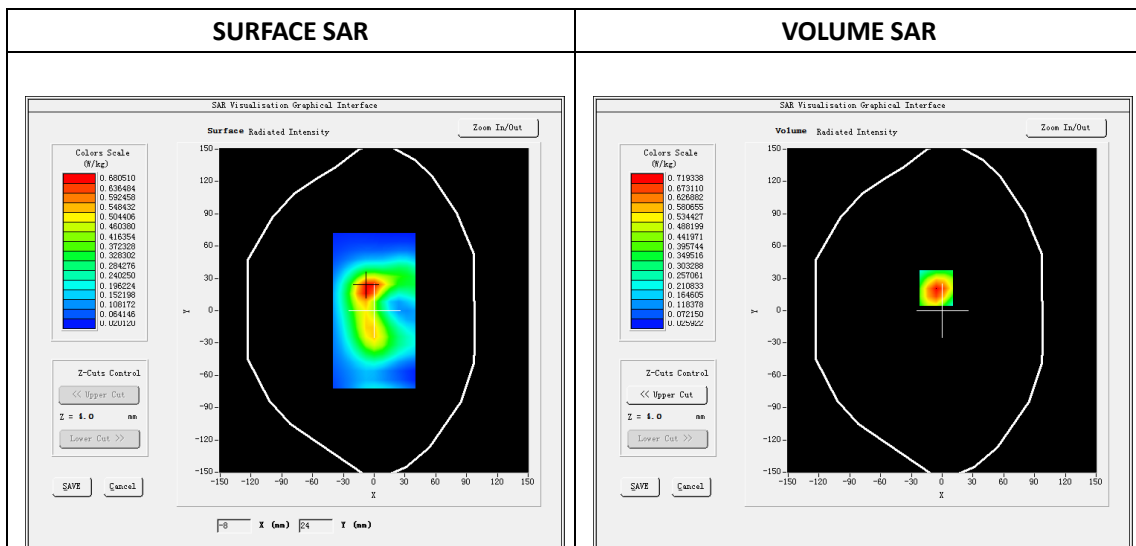 SURFACE SAR
VOLUME SAR
SAR Visualisation Graphical Interface
Surface Radiated Intensity
Zoom In/Out
Colors Scale
(W/kg)
0.680510
0.636484
0.592458
0.548432
0.504406
0.460380
0.416354
0.372328
0.328302
0.284276
0.240250
0.196224
0.152198
0.108172
0.064146
0.020120
150
120
90
60
30
0
-30
-60
-90
-120
-150
Y
-150 -120 -90 -60 -30 0 30 60 90 120 150
X
Z-Cuts Control
<< Upper Cut
Z = 4.0 mm
Lower Cut >>
SAVE Cancel
-8 X (mm) 24 Y (mm)
SAR Visualisation Graphical Interface
Volume Radiated Intensity
Zoom In/Out
Colors Scale
(W/kg)
0.719338
0.673110
0.626882
0.580655
0.534427
0.488199
0.441971
0.395744
0.349516
0.303288
0.257061
0.210833
0.164605
0.118378
0.072150
0.025922
150
120
90
60
30
0
-30
-60
-90
-120
-150
Y
-150 -120 -90 -60 -30 0 30 60 90 120 150
X
Z-Cuts Control
<< Upper Cut
Z = 4.0 mm
Lower Cut >>
SAVE Cancel